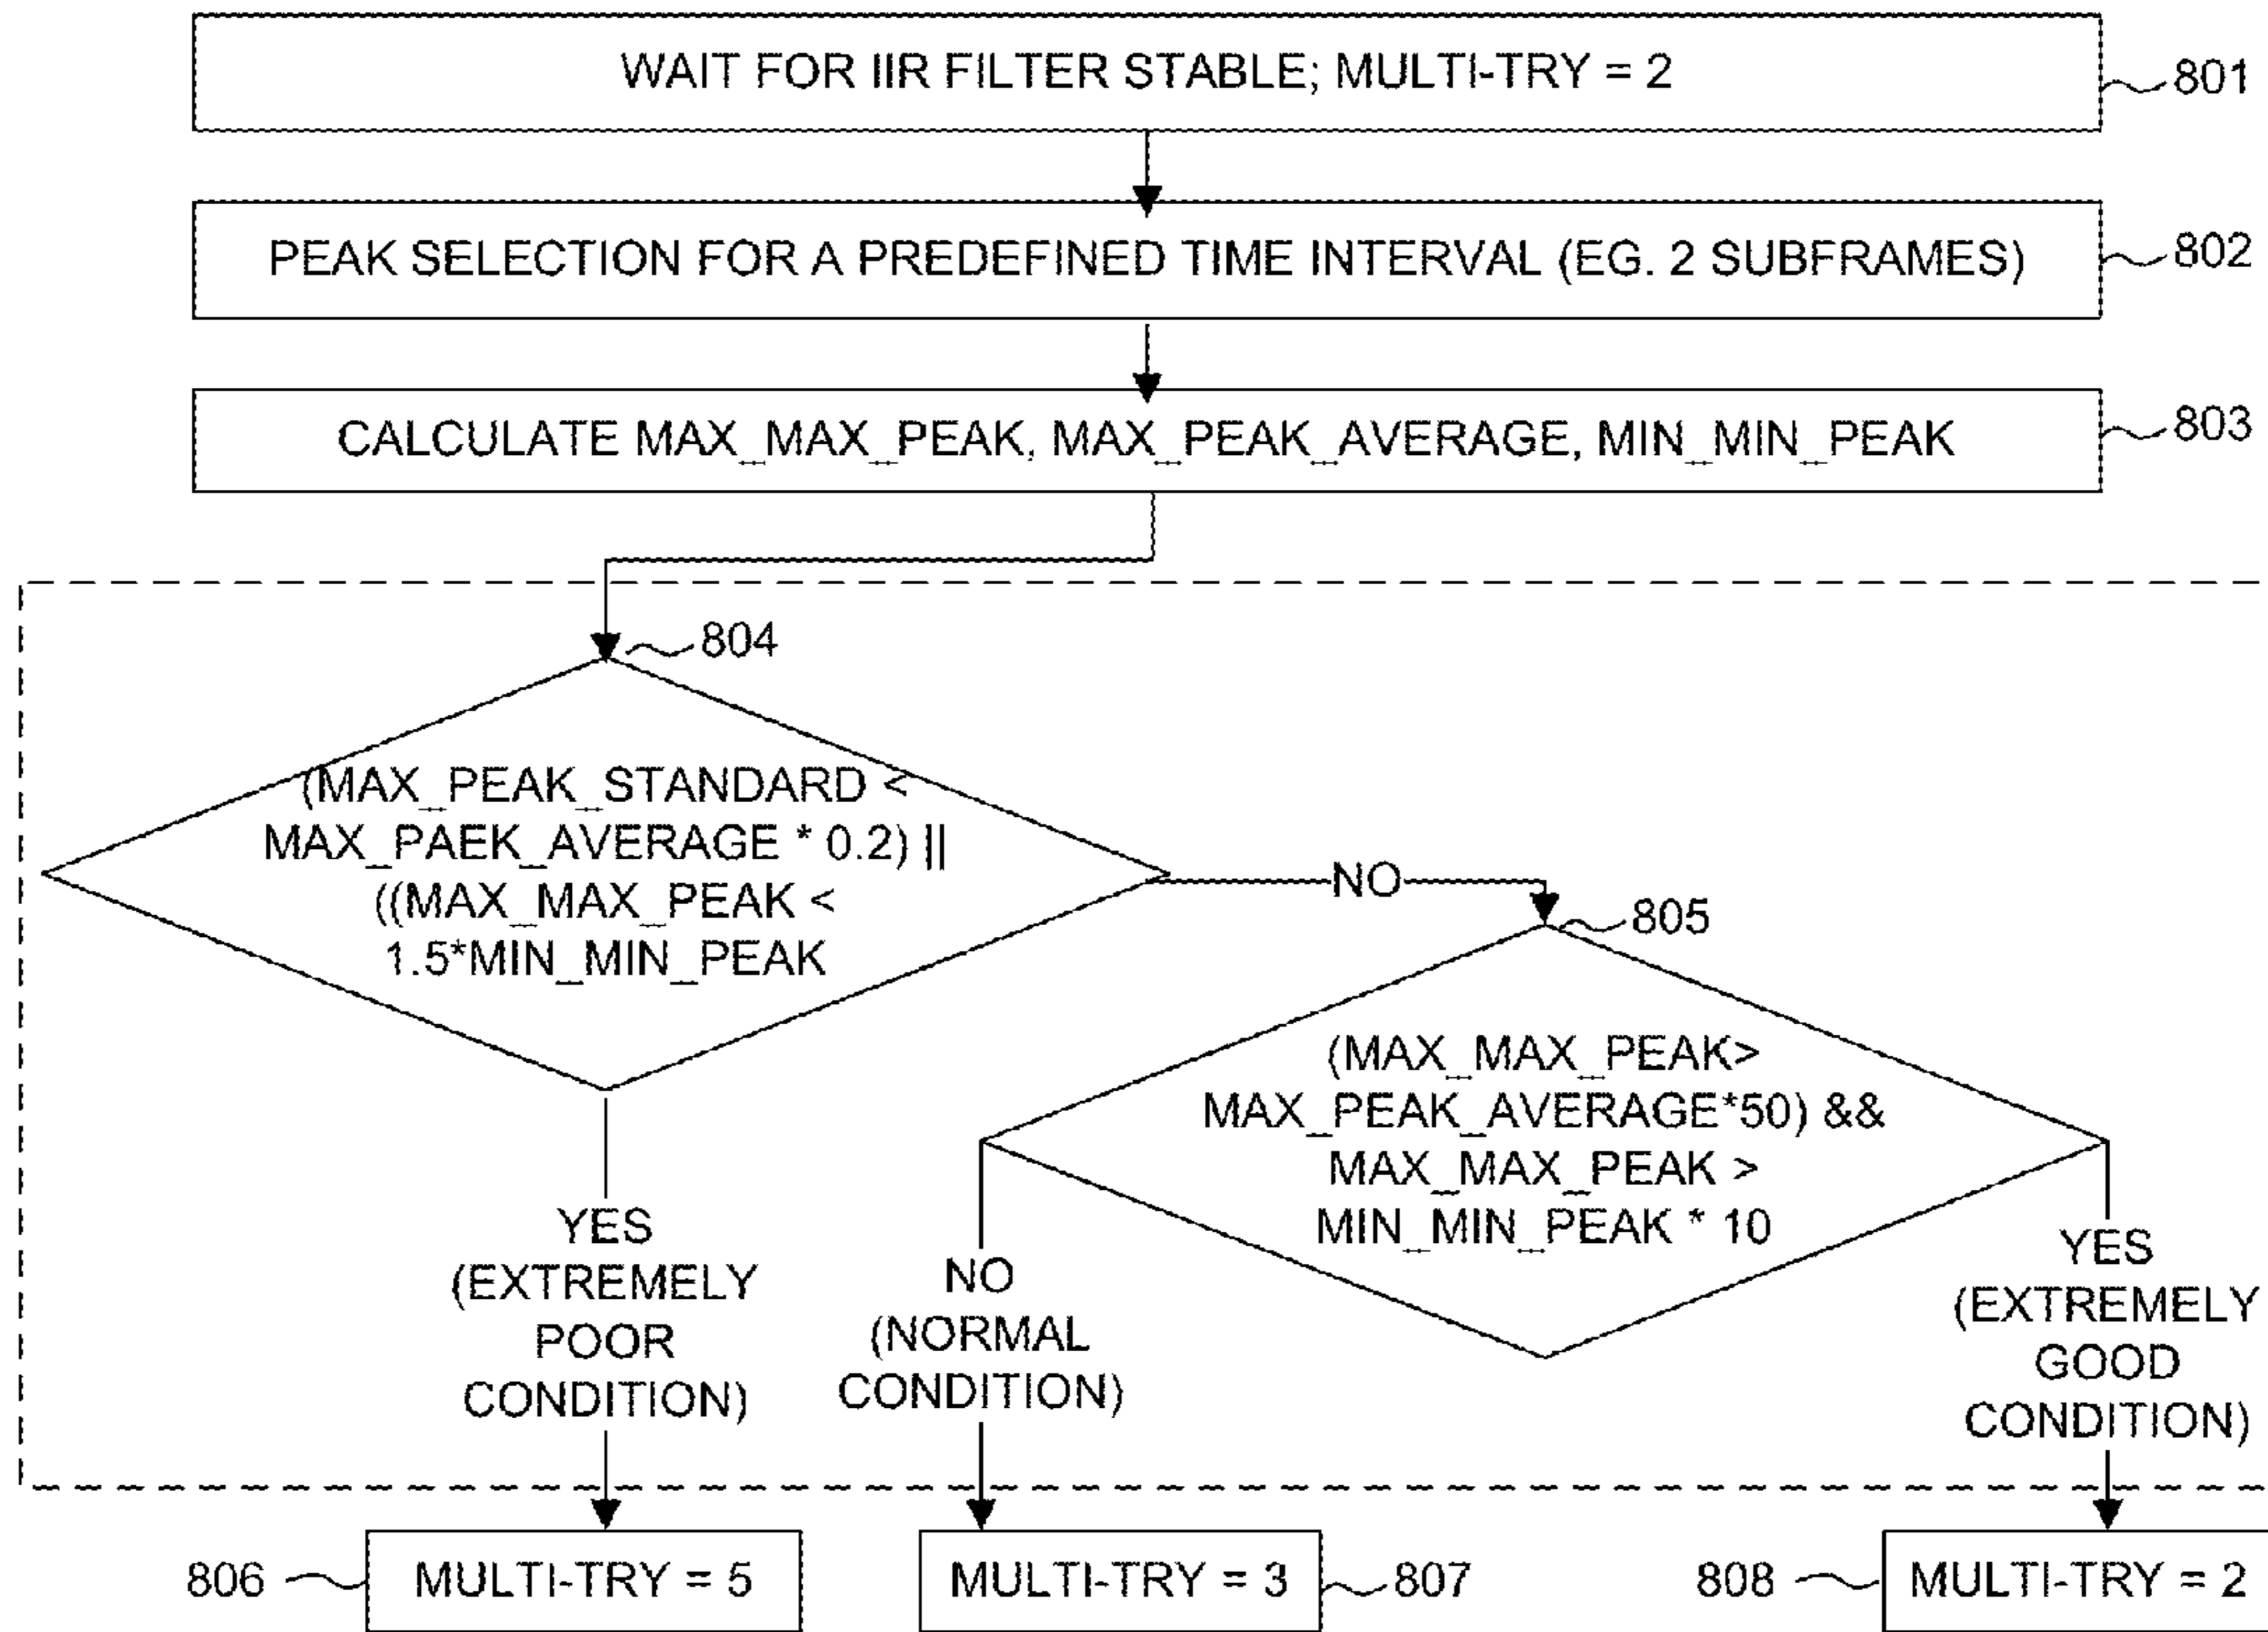 WAIT FOR IIR FILTER STABLE; MULTI-TRY = 2
801
PEAK SELECTION FOR A PREDEFINED TIME INTERVAL (EG. 2 SUBFRAMES)
802
CALCULATE MAX_MAX_PEAK, MAX_PEAK_AVERAGE, MIN_MIN_PEAK
803
804
(MAX_PEAK_STANDARD <
MAX_PAEK_AVERAGE * 0.2) ||
((MAX_MAX_PEAK <
1.5*MIN_MIN_PEAK
NO
805
(MAX_MAX_PEAK>
MAX_PEAK_AVERAGE*50) &&
MAX_MAX_PEAK >
MIN_MIN_PEAK * 10
YES
(EXTREMELY
POOR
CONDITION)
NO
(NORMAL
CONDITION)
YES
(EXTREMELY
GOOD
CONDITION)
806
MULTI-TRY = 5
MULTI-TRY = 3
807
808
MULTI-TRY = 2